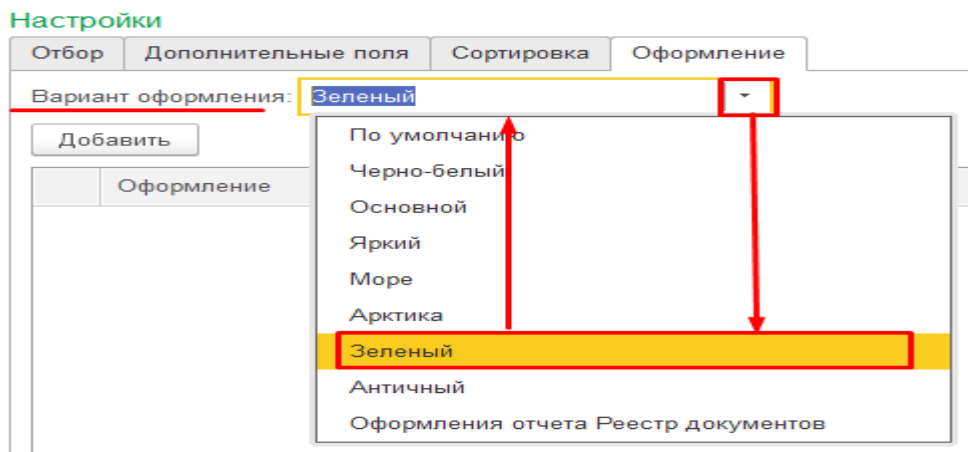 Настройки
Отбор Дополнительные поля Сортировка Оформление
Вариант оформления: Зеленый
Добавить
По умолчанию
Черно-белый
Оформление
Основной
Яркий
Море
Арктика
Зеленый
Античный
Оформления отчета Реестр документов